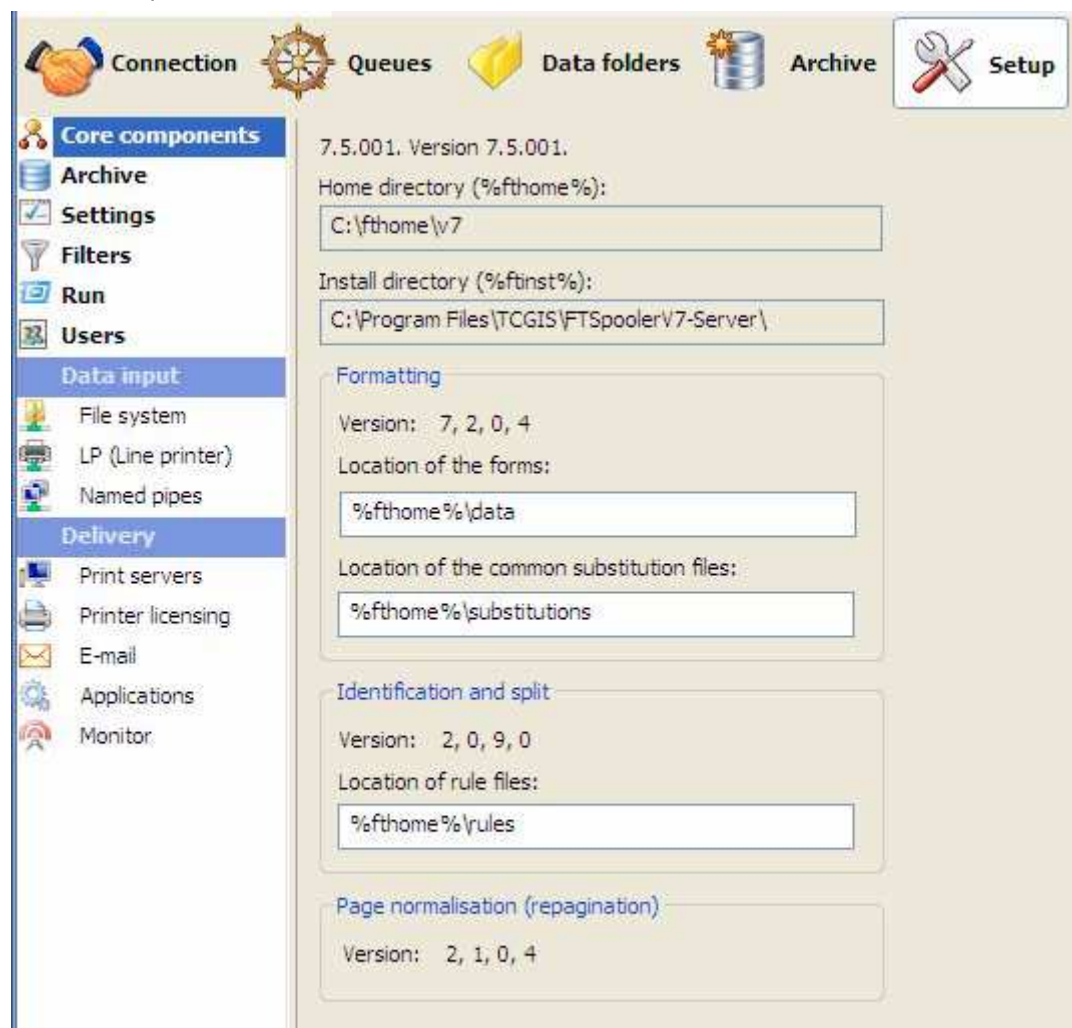 Connection Queues Data folders Archive Setup
Core components
Archive
Settings
Filters
Run
Users
Data input
File system
LP (Line printer)
Named pipes
Delivery
Print servers
Printer licensing
E-mail
Applications
Monitor
7.5.001. Version 7.5.001.
Home directory (%fthome%):
C:\fthome\v7
Install directory (%ftinst%):
C:\Program Files\TCGIS\FTSpoolerV7-Server\
Formatting
Version: 7, 2, 0, 4
Location of the forms:
%fthome%\data
Location of the common substitution files:
%fthome%\substitutions
Identification and split
Version: 2, 0, 9, 0
Location of rule files:
%fthome%\rules
Page normalisation (repagination)
Version: 2, 1, 0, 4